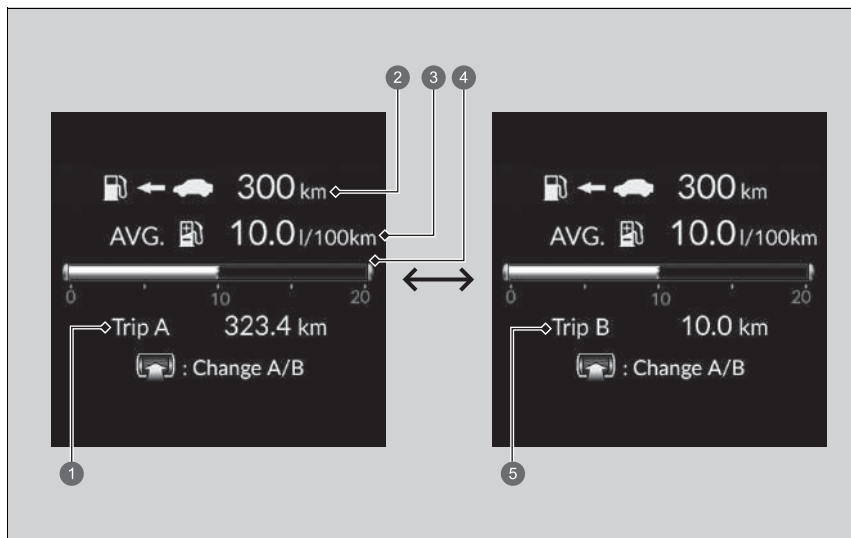 2 3 4
300 km
AVG. 10.0 l/100km
0 10 20
Trip A 323.4 km
: Change A/B
1
300 km
AVG. 10.0 l/100km
0 10 20
Trip B 10.0 km
: Change A/B
5